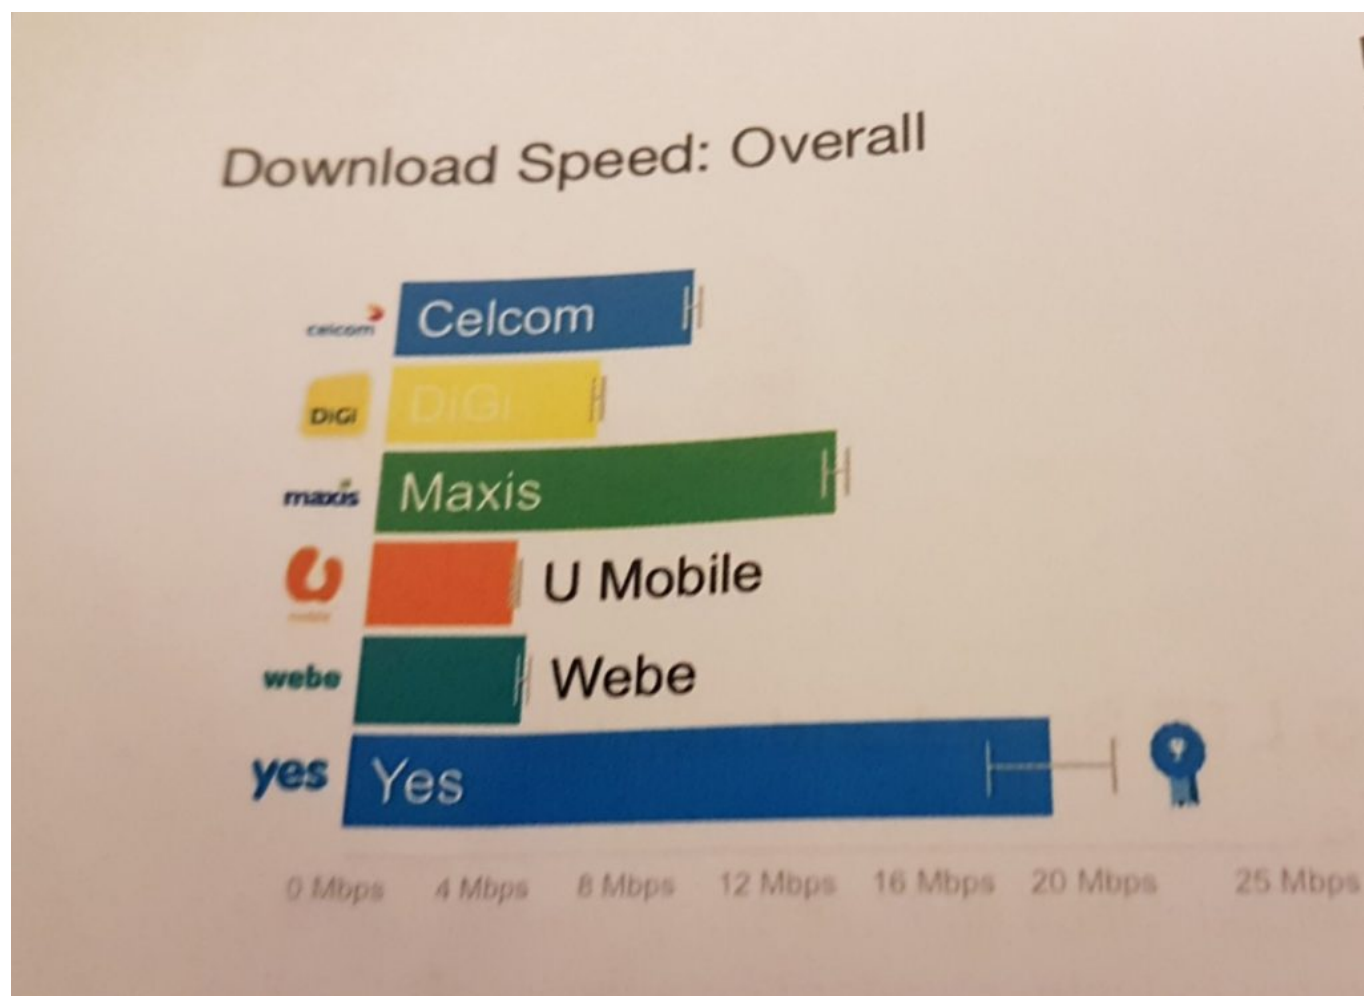 Download Speed: Overall
celcom Celcom
DiGi DiGi
maxis Maxis
U Mobile
webe Webe
yes Yes
0 Mbps 4 Mbps 8 Mbps 12 Mbps 16 Mbps 20 Mbps 25 Mbps